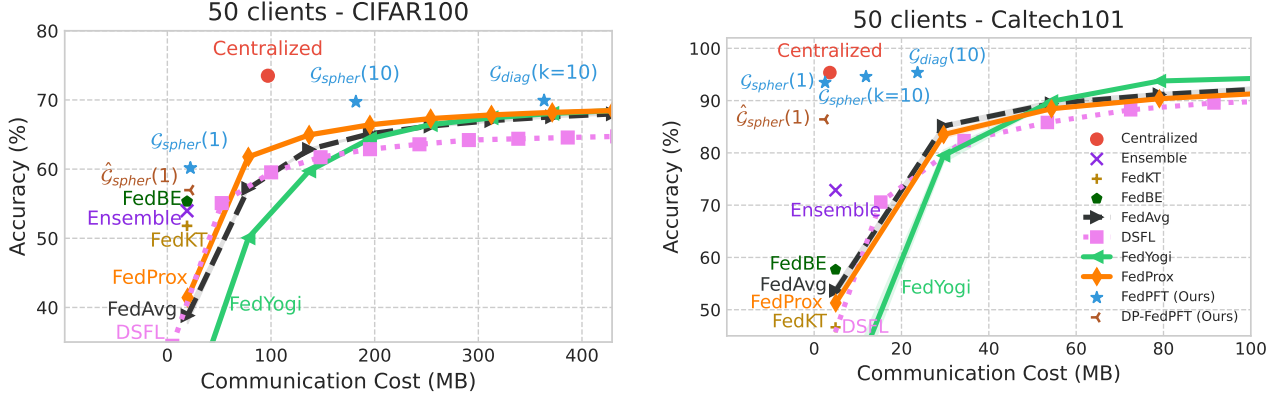 50 clients - CIFAR100
80
70
60
50
40
Accuracy (%)
Centralized
𝒢spher(10)
𝒢diag(k=10)
𝒢spher(1)
𝒢̂spher(1)
FedBE
Ensemble
FedKT
FedProx
FedAvg
FedYogi
DSFL
0 100 200 300 400
Communication Cost (MB)
50 clients - Caltech101
100
90
80
70
60
50
Accuracy (%)
Centralized
𝒢diag(10)
𝒢spher(1)
𝒢spher(k=10)
𝒢̂spher(1)
Ensemble
FedBE
FedAvg
FedYogi
FedProx
FedKT
DSFL
Centralized
Ensemble
FedKT
FedBE
FedAvg
DSFL
FedYogi
FedProx
FedPFT (Ours)
DP-FedPFT (Ours)
0 20 40 60 80 100
Communication Cost (MB)